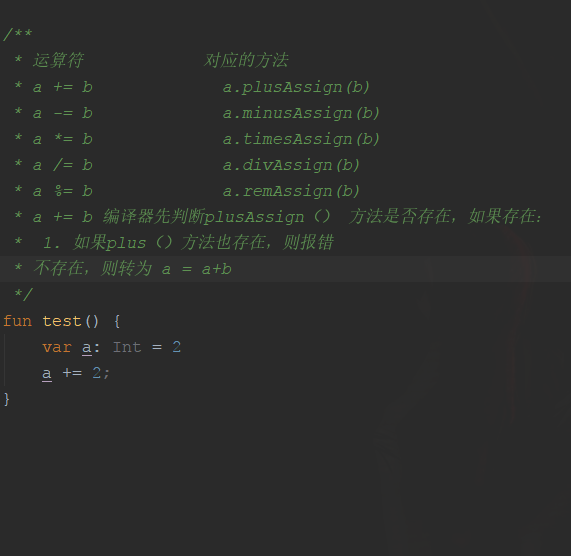 /**
 * 运算符            对应的方法
 * a += b             a.plusAssign(b)
 * a -= b             a.minusAssign(b)
 * a *= b             a.timesAssign(b)
 * a /= b             a.divAssign(b)
 * a %= b             a.remAssign(b)
 * a += b 编译器先判断plusAssign（） 方法是否存在，如果存在：
 *  1. 如果plus（）方法也存在，则报错
 * 不存在，则转为 a = a+b
 */
fun test() {
    var a: Int = 2
    a += 2;
}